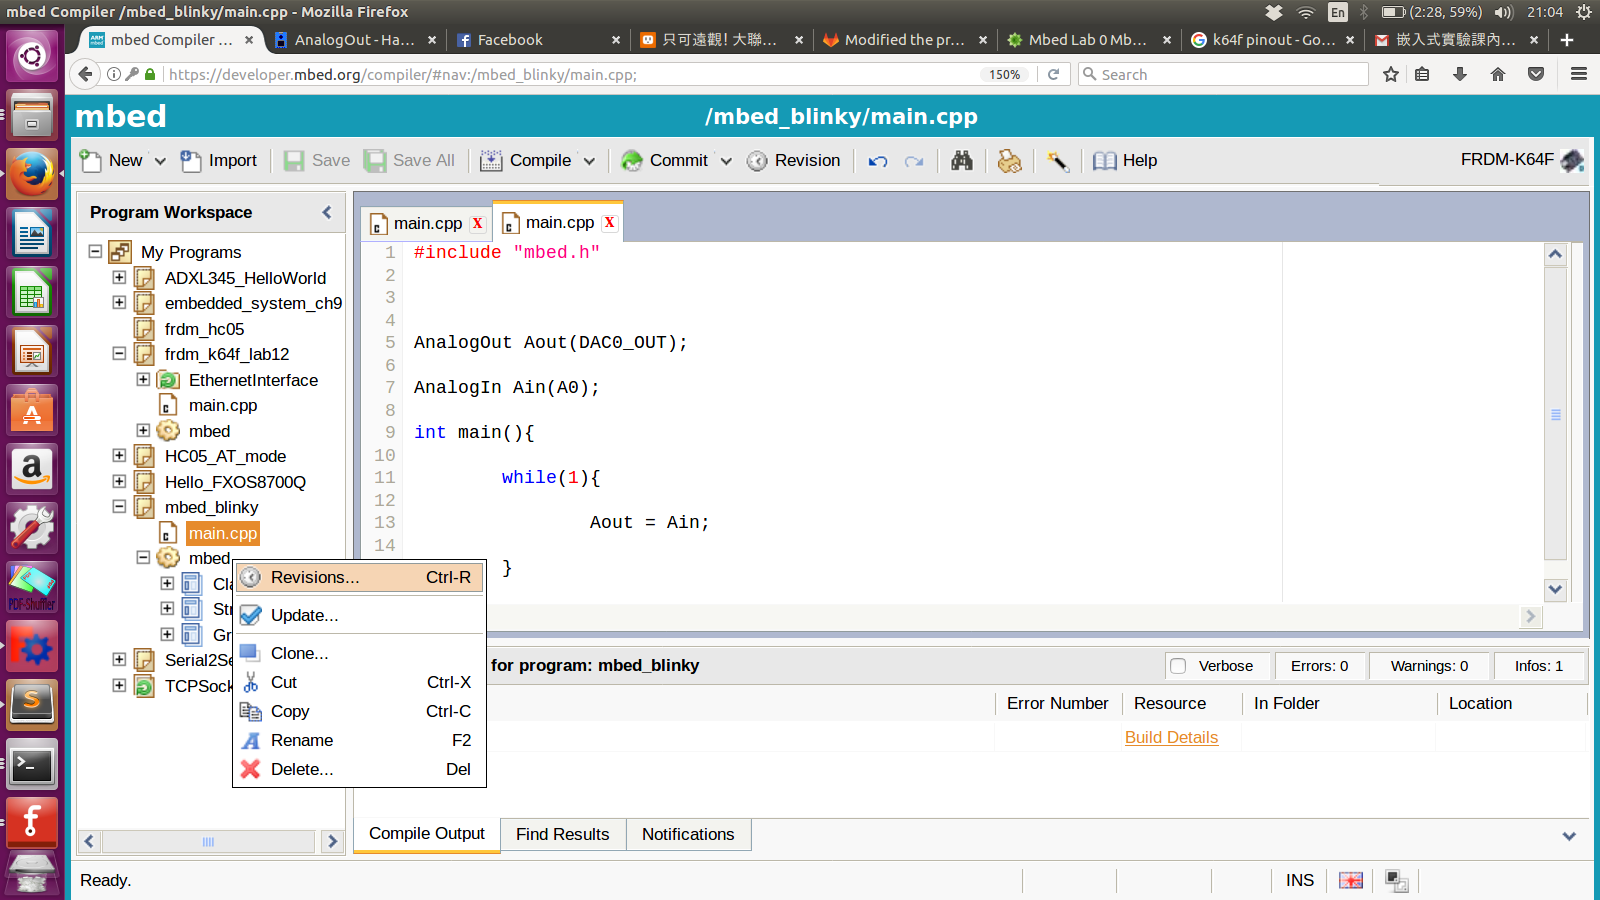 mbed Compiler /mbed_blinky/main.cpp - Mozilla Firefox
En
(2:28, 59%)
21:04
mbed Compiler ...
AnalogOut - Ha...
Facebook
只可遠觀! 大聯...
Modified the pr...
Mbed Lab 0 Mb...
k64f pinout - Go...
嵌入式實驗課內...
https://developer.mbed.org/compiler/#nav:/mbed_blinky/main.cpp;
150%
Search
mbed
/mbed_blinky/main.cpp
New
Import
Save
Save All
Compile
Commit
Revision
Help
FRDM-K64F
Program Workspace
My Programs
ADXL345_HelloWorld
embedded_system_ch9
frdm_hc05
frdm_k64f_lab12
EthernetInterface
main.cpp
mbed
HC05_AT_mode
Hello_FXOS8700Q
mbed_blinky
main.cpp
mbed
Cla
Str
Gr
Serial2Se
TCPSock
Revisions... Ctrl-R
Update...
Clone...
Cut Ctrl-X
Copy Ctrl-C
Rename F2
Delete... Del
main.cpp X
main.cpp X
1 #include "mbed.h"
2
3
4
5 AnalogOut Aout(DAC0_OUT);
6
7 AnalogIn Ain(A0);
8
9 int main(){
10
11 while(1){
12
13 Aout = Ain;
14
}
for program: mbed_blinky
Verbose
Errors: 0
Warnings: 0
Infos: 1
Error Number
Resource
In Folder
Location
Build Details
Compile Output
Find Results
Notifications
Ready.
INS
PDF-Shuffler